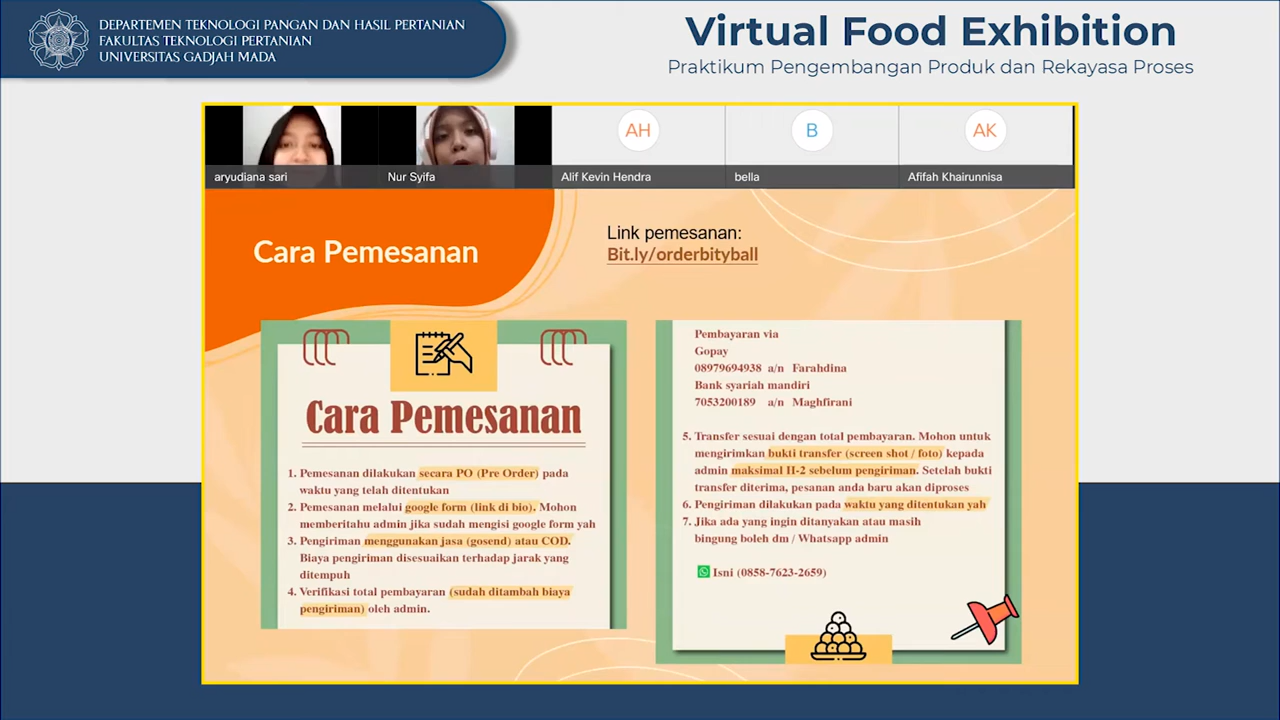 DEPARTEMEN TEKNOLOGI PANGAN DAN HASIL PERTANIAN
FAKULTAS TEKNOLOGI PERTANIAN
UNIVERSITAS GADJAH MADA
Virtual Food Exhibition
Praktikum Pengembangan Produk dan Rekayasa Proses
aryudiana sari
Nur Syifa
AH
Alif Kevin Hendra
B
bella
AK
Afifah Khairunnisa
Cara Pemesanan
Link pemesanan:
Bit.ly/orderbityball
Cara Pemesanan
1. Pemesanan dilakukan secara PO (Pre Order) pada
waktu yang telah ditentukan
2. Pemesanan melalui google form (link di bio). Mohon
memberitahu admin jika sudah mengisi google form yah
3. Pengiriman menggunakan jasa (gosend) atau COD.
Biaya pengiriman disesuaikan terhadap jarak yang
ditempuh
4. Verifikasi total pembayaran (sudah ditambah biaya
pengiriman) oleh admin.
Pembayaran via
Gopay
08979694938 a/n Farahdina
Bank syariah mandiri
7053200189 a/n Maghfirani
5. Transfer sesuai dengan total pembayaran. Mohon untuk
mengirimkan bukti transfer (screen shot / foto) kepada
admin maksimal H-2 sebelum pengiriman. Setelah bukti
transfer diterima, pesanan anda baru akan diproses
6. Pengiriman dilakukan pada waktu yang ditentukan yah
7. Jika ada yang ingin ditanyakan atau masih
bingung boleh dm / Whatsapp admin
Isni (0858-7623-2659)